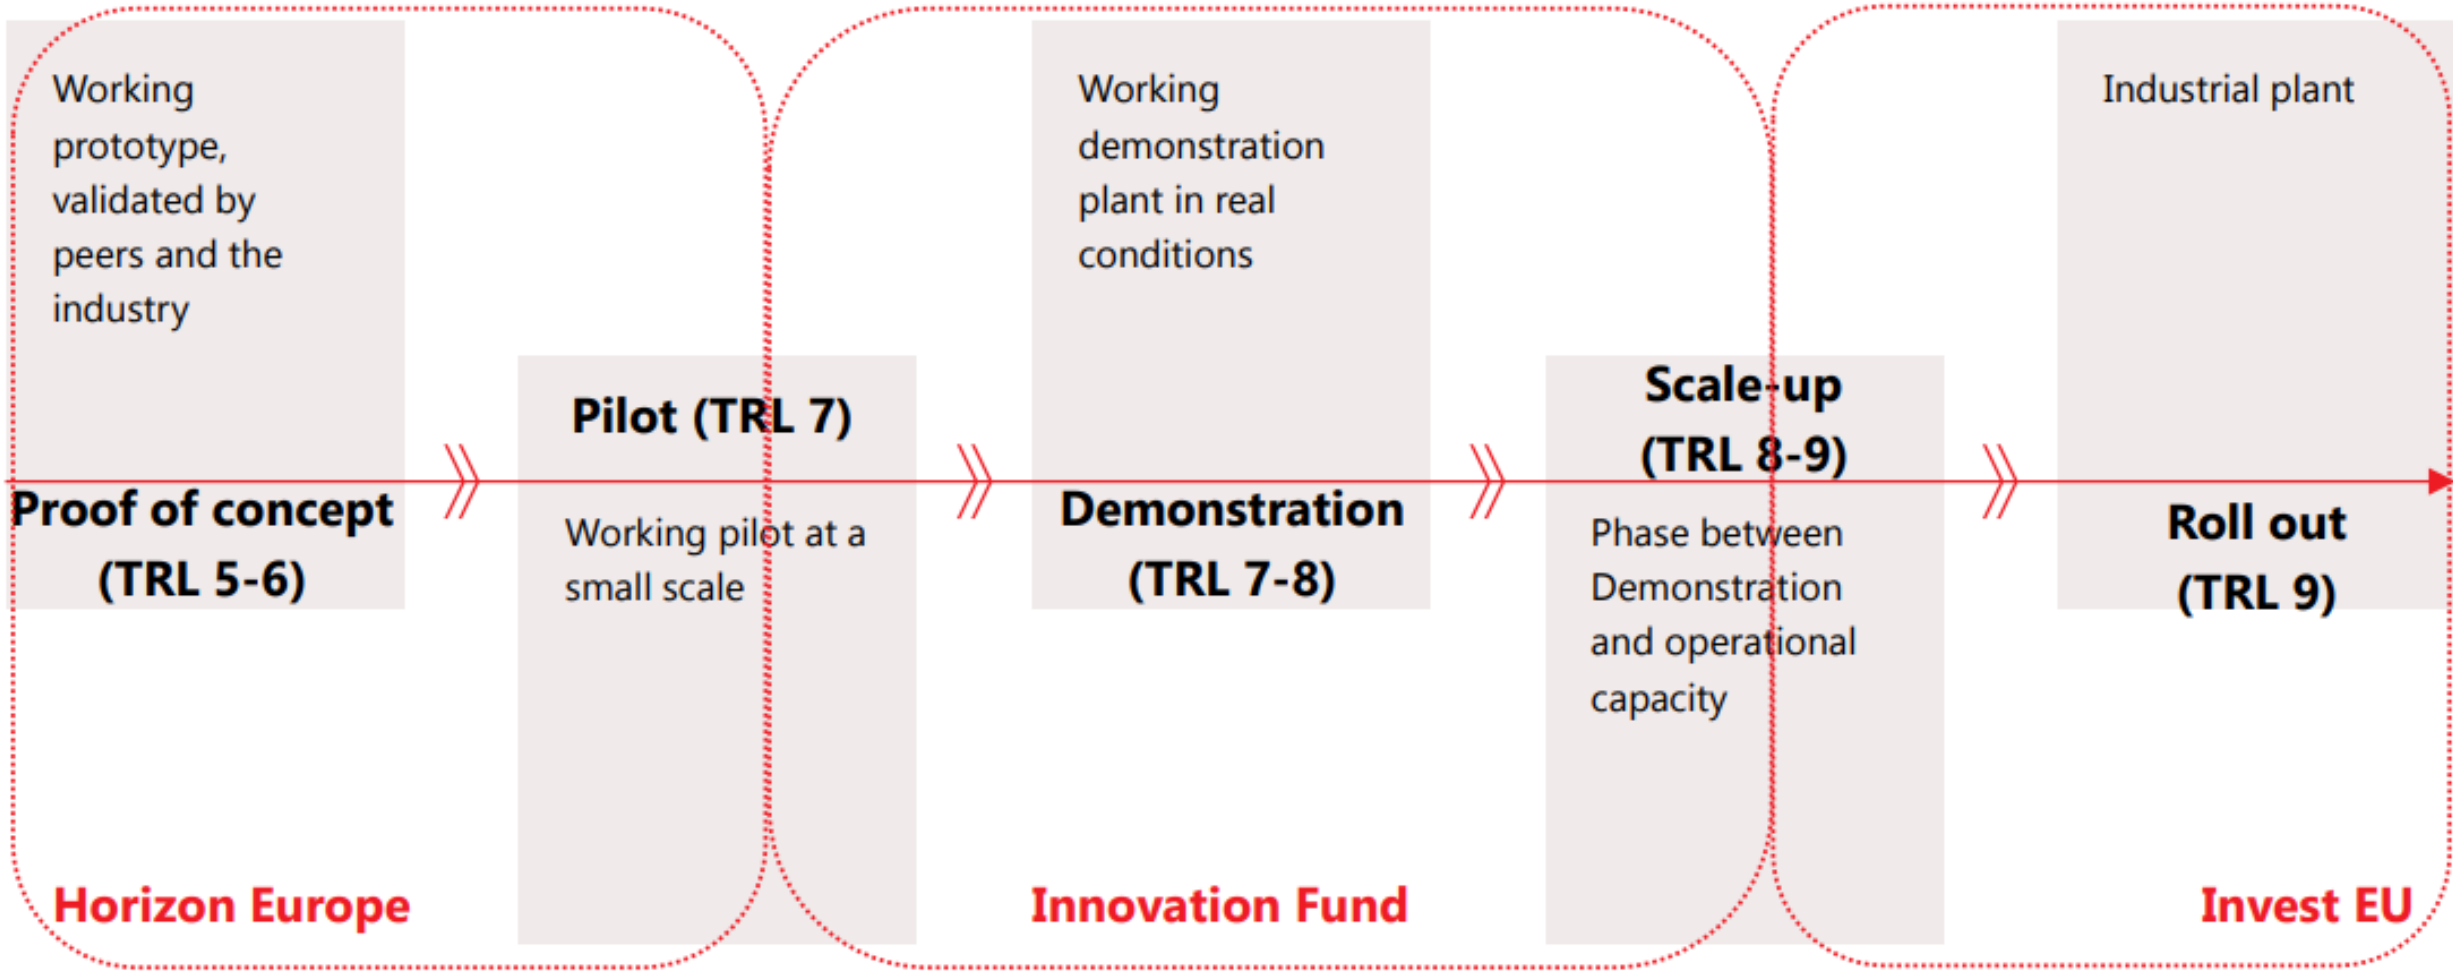 Working
prototype,
validated by
peers and the
industry
Proof of concept
(TRL 5-6)
Pilot (TRL 7)
Working pilot at a
small scale
Working
demonstration
plant in real
conditions
Demonstration
(TRL 7-8)
Scale-up
(TRL 8-9)
Phase between
Demonstration
and operational
capacity
Industrial plant
Roll out
(TRL 9)
Horizon Europe
Innovation Fund
Invest EU